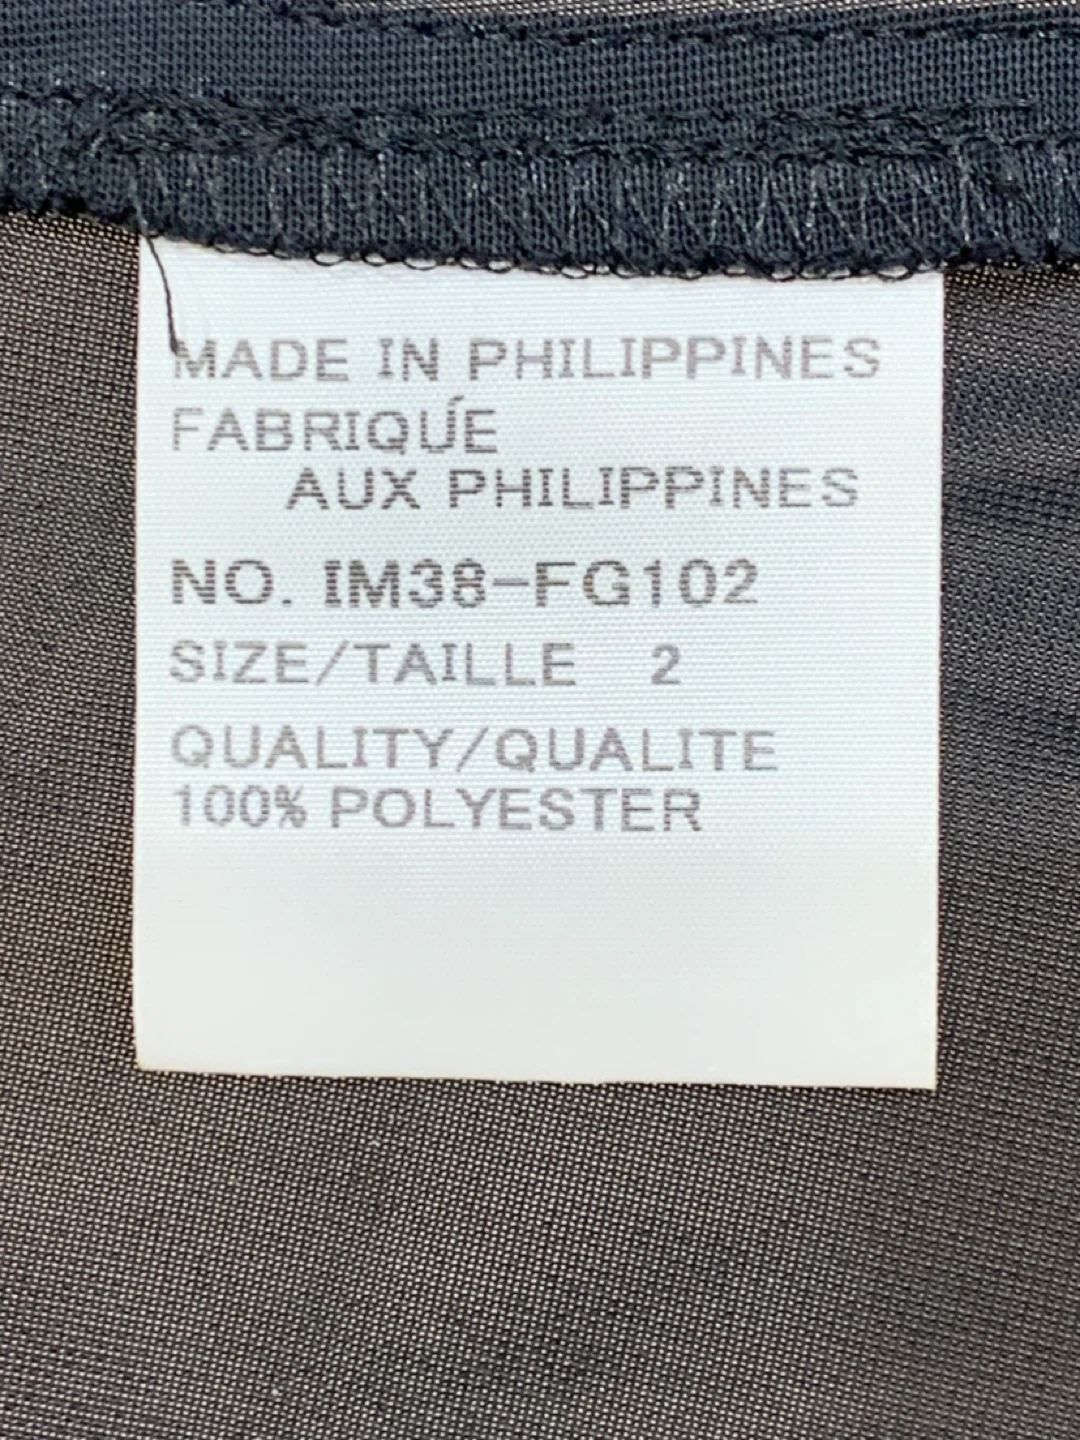 MADE IN PHILIPPINES
FABRIQUÉ
AUX PHILIPPINES
NO. IM38-FG102
SIZE/TAILLE 2
QUALITY/QUALITE
100% POLYESTER